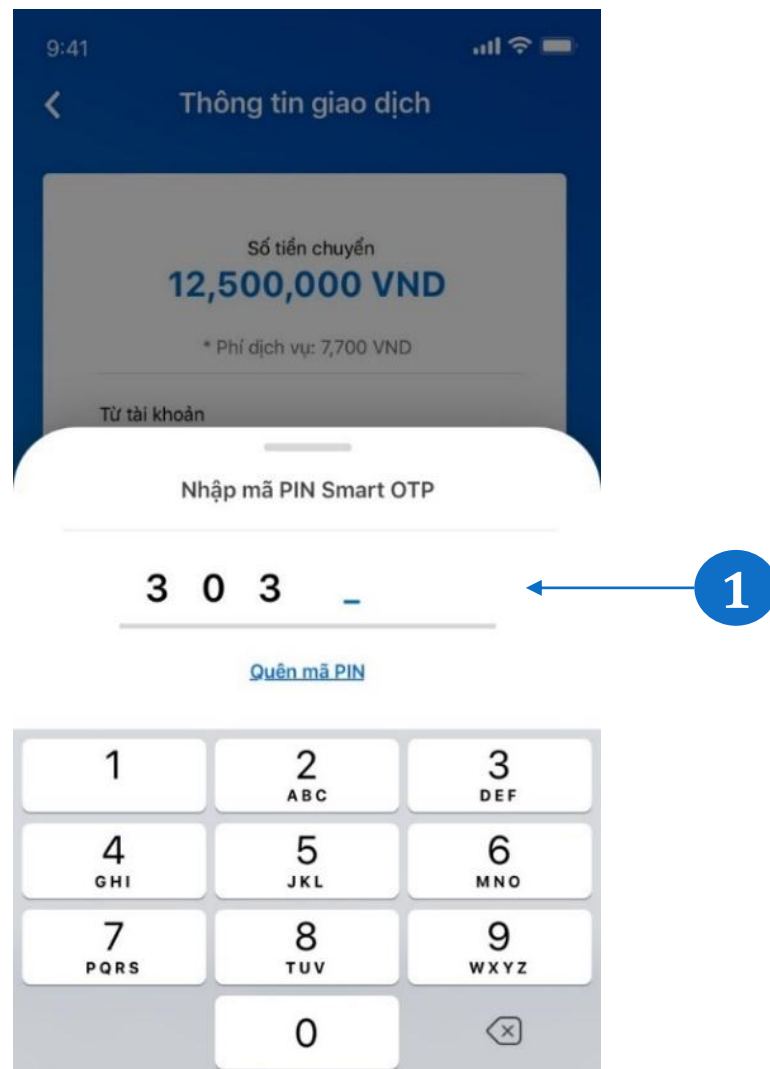 9:41
Thông tin giao dịch
Số tiền chuyển
12,500,000 VND
* Phí dịch vụ: 7,700 VND
Từ tài khoản
Nhập mã PIN Smart OTP
3 0 3 _
1
Quên mã PIN
1 2 3
ABC DEF
4 5 6
GHI JKL MNO
7 8 9
PQRS TUV WXYZ
0